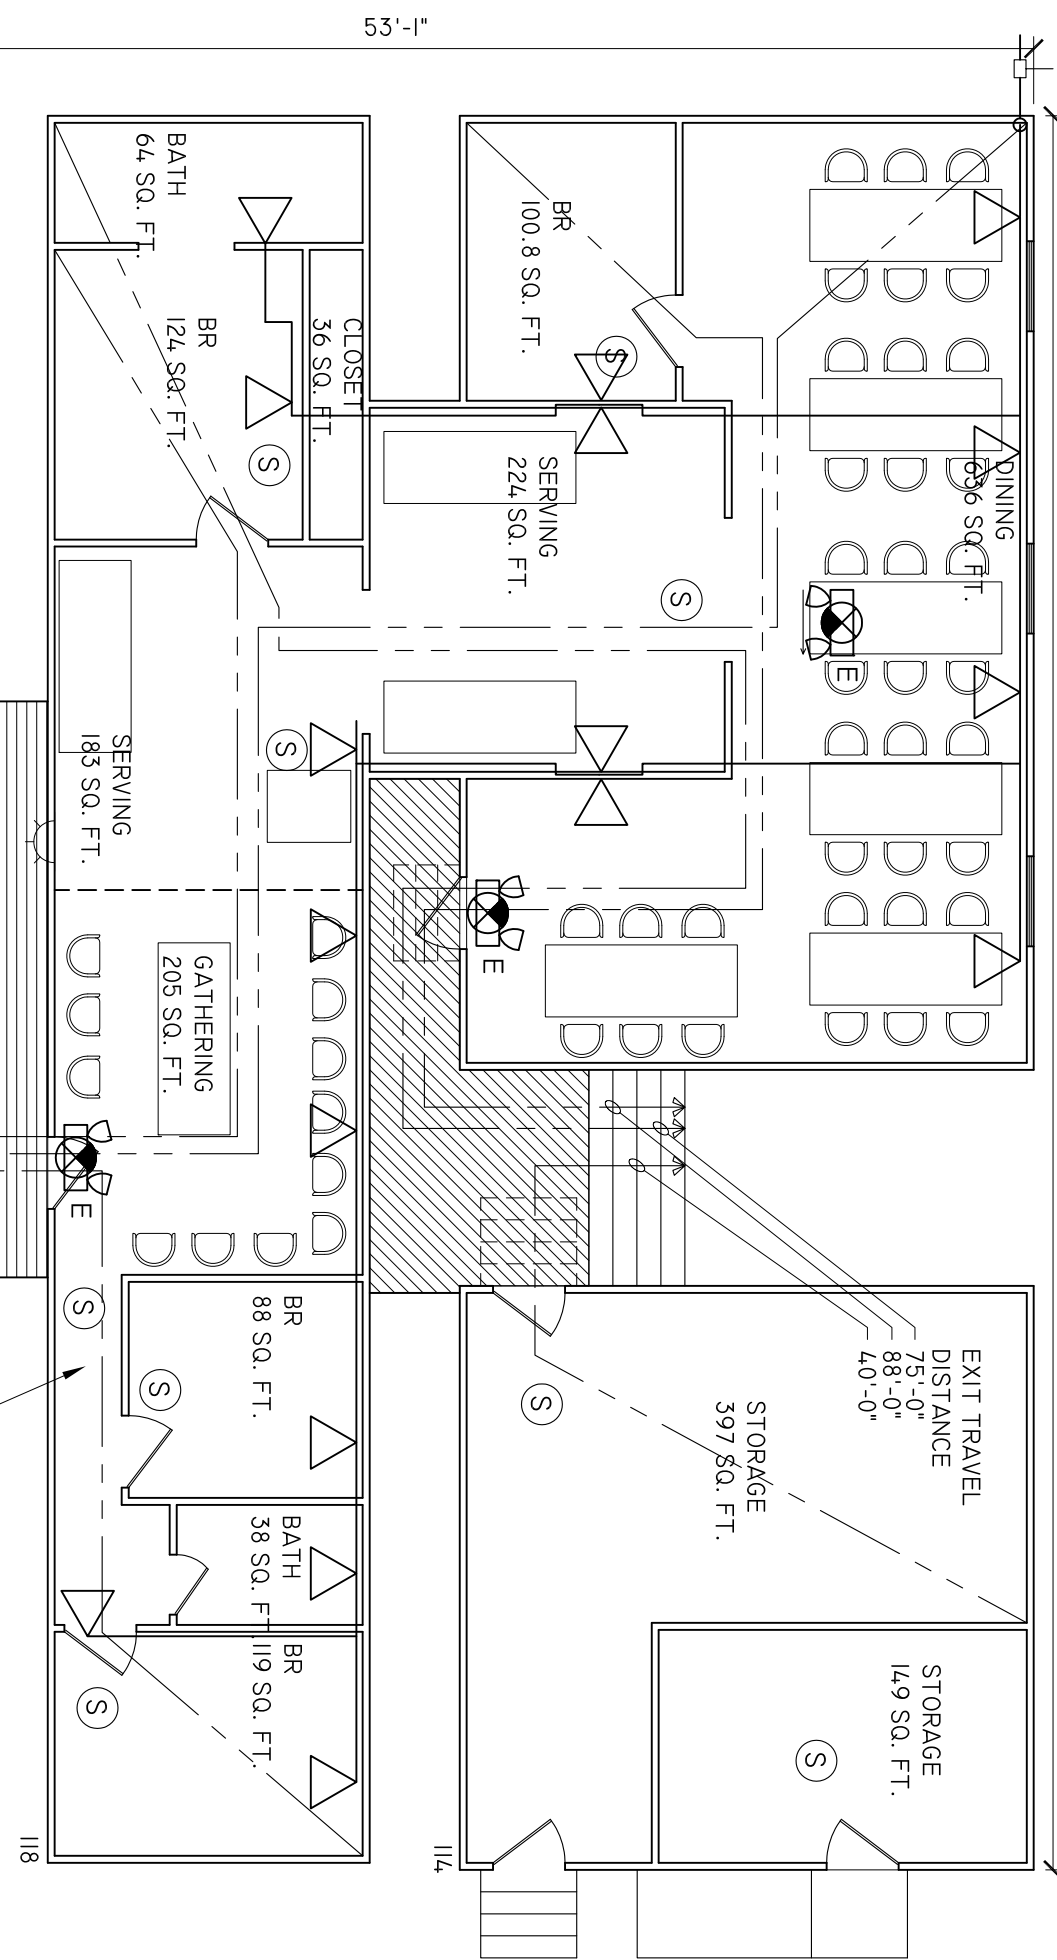 53'-1"
BATH
64 SQ. FT.
BR
100.8 SQ. FT.
BR
124 SQ. FT.
CLOSET
36 SQ. FT.
S
S
SERVING
224 SQ. FT.
DINING
636 SQ. FT.
S
E
S
SERVING
183 SQ. FT.
E
GATHERING
205 SQ. FT.
E
S
BR
88 SQ. FT.
S
EXIT TRAVEL
DISTANCE
75'-0"
88'-0"
40'-0"
STORAGE
397 SQ. FT.
S
BATH
38 SQ. FT.
BR
119 SQ. FT.
S
STORAGE
149 SQ. FT.
S
114
118